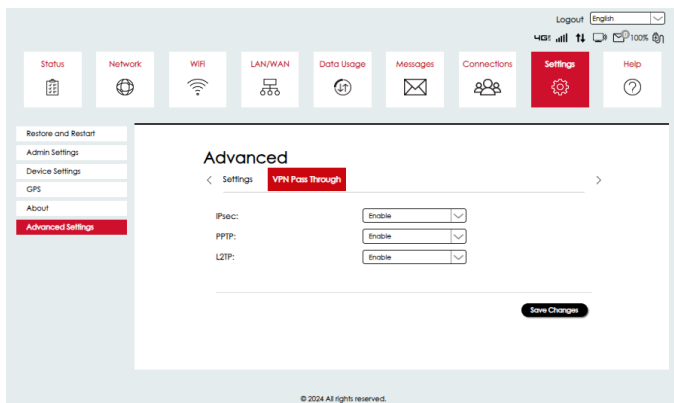 Logout English
4GE 100%
Status Network WiFi LAN/WAN Data Usage Messages Connections Settings Help
Restore and Restart
Admin Settings
Device Settings
GPS
About
Advanced Settings
Advanced
Settings VPN Pass Through
IPsec: Enable
PPTP: Enable
L2TP: Enable
Save Changes
© 2024 All rights reserved.